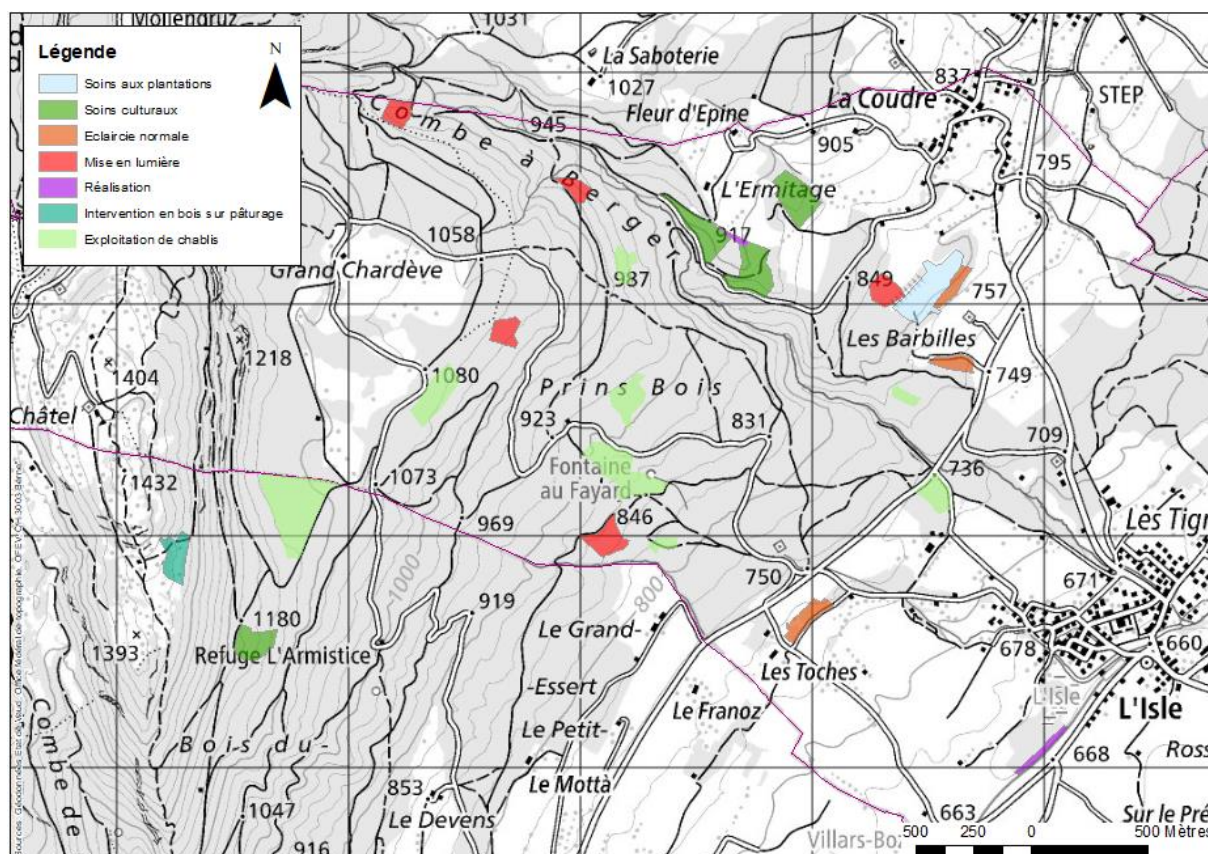 Mollendruz
Légende
N
Soins aux plantations
Soins culturaux
Eclaircie normale
Mise en lumière
Réalisation
Intervention en bois sur pâturage
Exploitation de chablis
1031
La Saboterie
1027
Fleur d'Epine
837
La Coudre
STEP
905
795
Combe à Berger
945
L'Ermitage
917
1058
Grand Chardève
987
849
757
Les Barbilles
749
1218
1404
1080
Châtel
Prins Bois
923
831
709
Fontaine
au Fayard
736
1432
1073
969
846
Les Tign
750
671
1000
800
919
1180
Refuge L'Armistice
1393
Le Grand-
-Essert
Le Petit-
Les Toches
Le Franoz
678
660
L'Isle
L'Isle
Ross
668
Bois du-
Combe de
Le Mottà
853
Le Devens
1047
916
663
Sur le Pré
Villars-Bo
500 250 0 500 Mètres